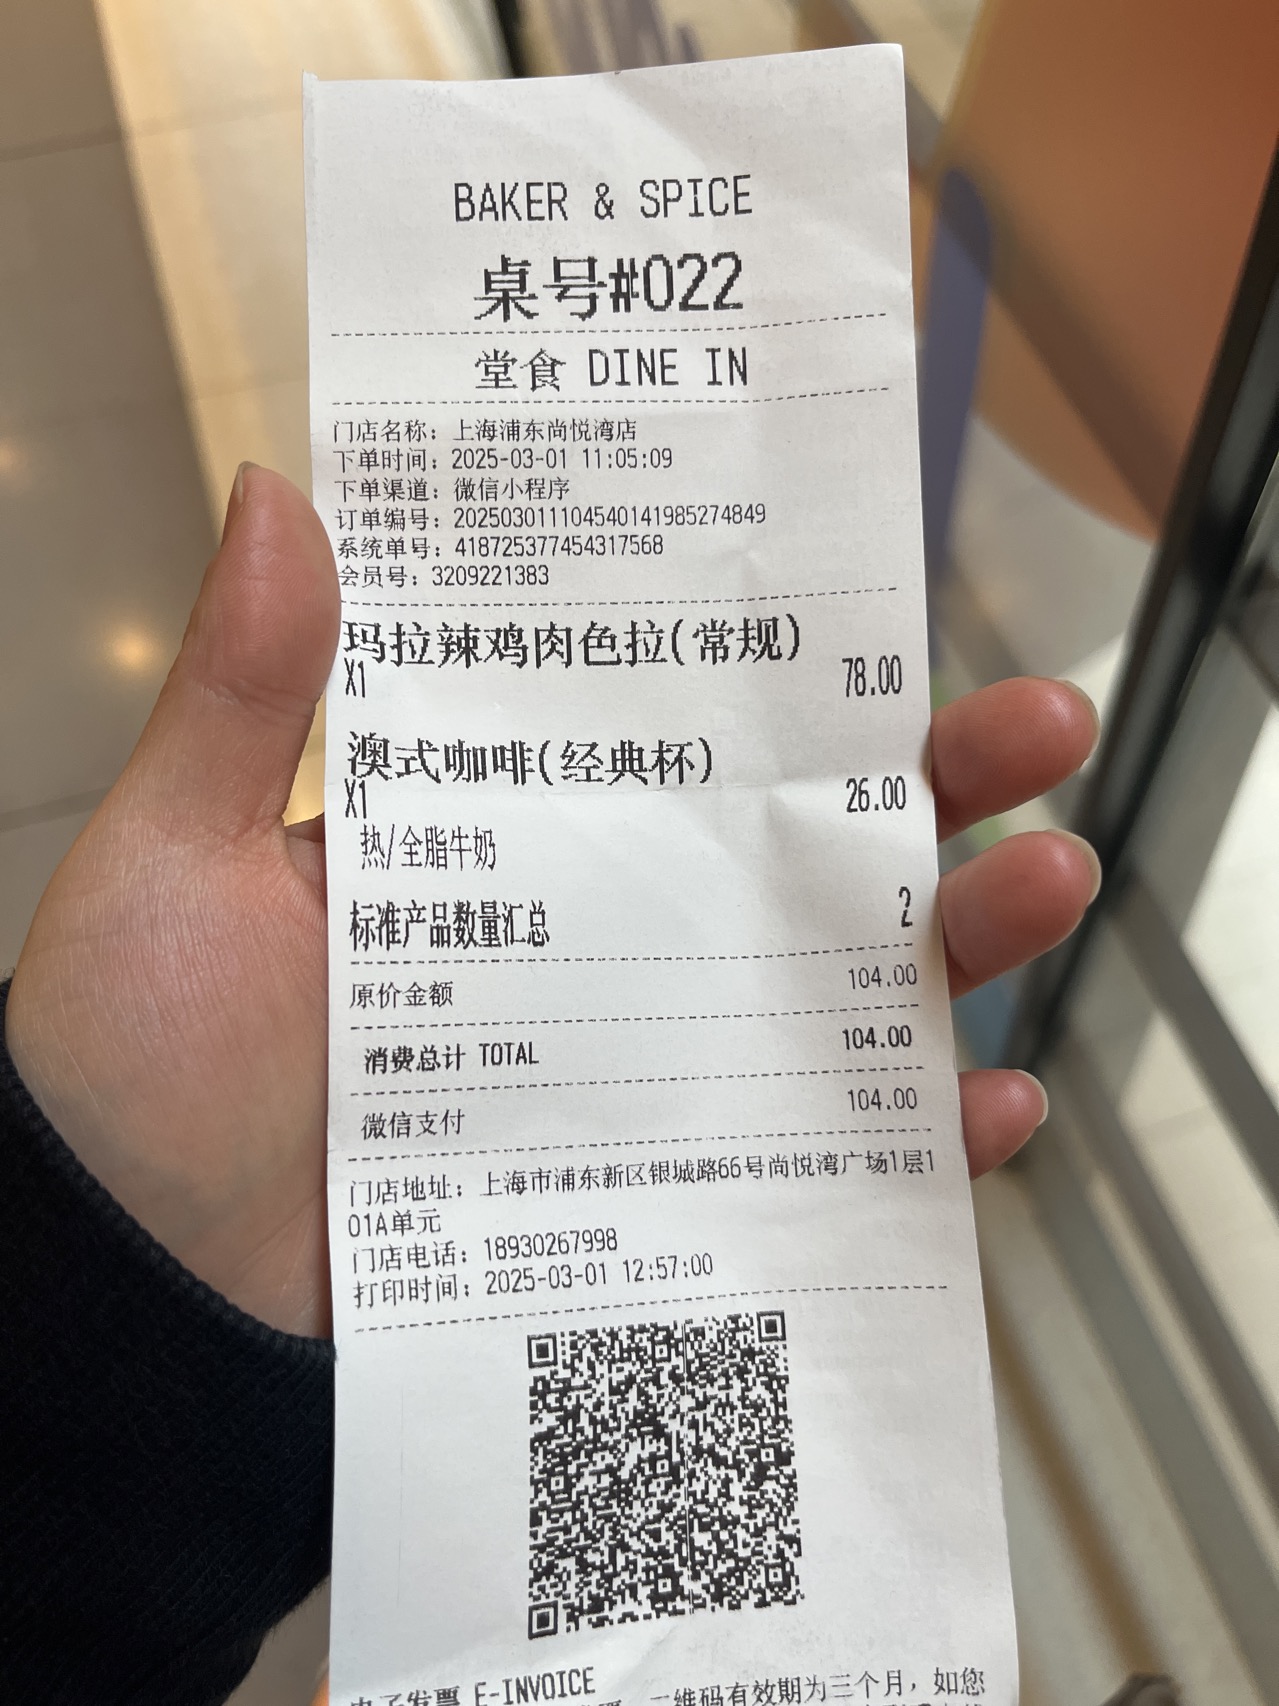 BAKER & SPICE
桌号#022
堂食 DINE IN
门店名称：上海浦东尚悦湾店
下单时间：2025-03-01 11:05:09
下单渠道：微信小程序
订单编号：2025030111045401419852748​49
系统单号：418725377454317568
会员号：3209221383
玛拉辣鸡肉色拉(常规)
X1 78.00
澳式咖啡(经典杯)
X1 26.00
热/全脂牛奶
标准产品数量汇总 2
原价金额 104.00
消费总计 TOTAL 104.00
微信支付 104.00
门店地址：上海市浦东新区银城路66号尚悦湾广场1层1
01A单元
门店电话：18930267998
打印时间：2025-03-01 12:57:00
电子发票 E-INVOICE
二维码有效期为三个月，如您